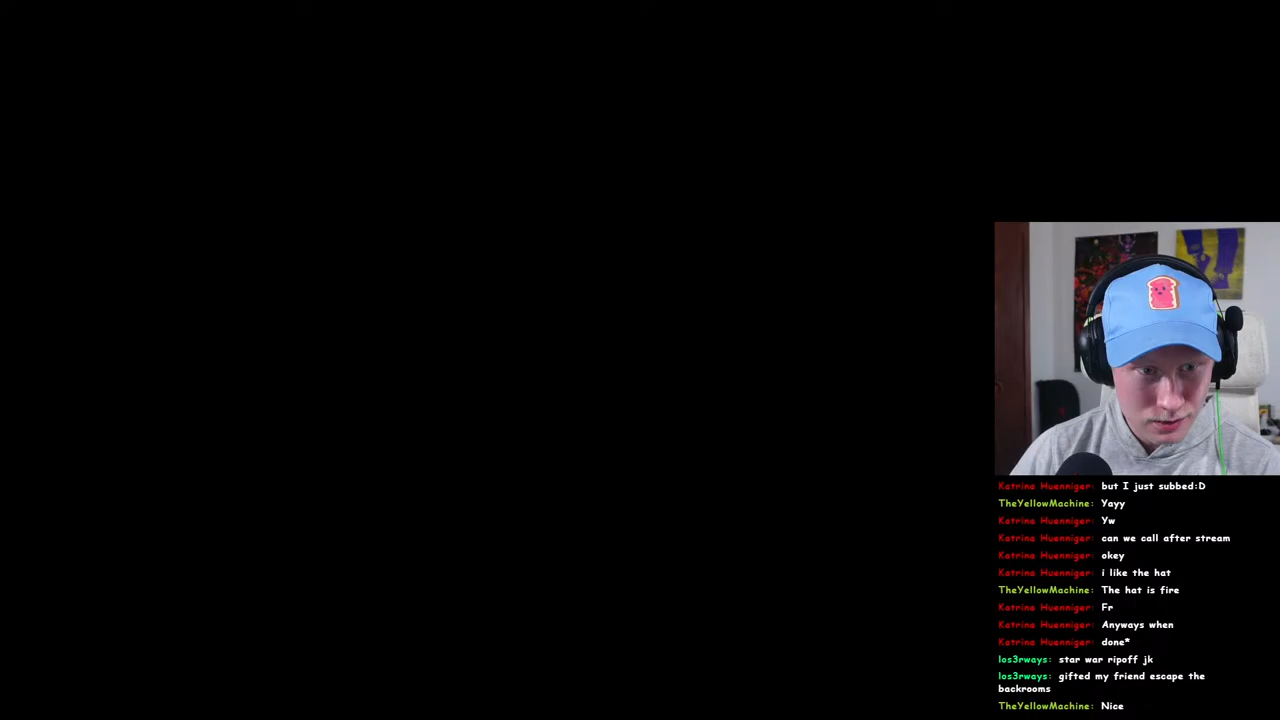 Katrina Huenniger: but I just subbed:D
TheYellowMachine: Yayy
Katrina Huenniger: Yw
Katrina Huenniger: can we call after stream
Katrina Huenniger: okey
Katrina Huenniger: i like the hat
TheYellowMachine: The hat is fire
Katrina Huenniger: Fr
Katrina Huenniger: Anyways when
Katrina Huenniger: done*
los3rways: star war ripoff jk
los3rways: gifted my friend escape the
backrooms
TheYellowMachine: Nice